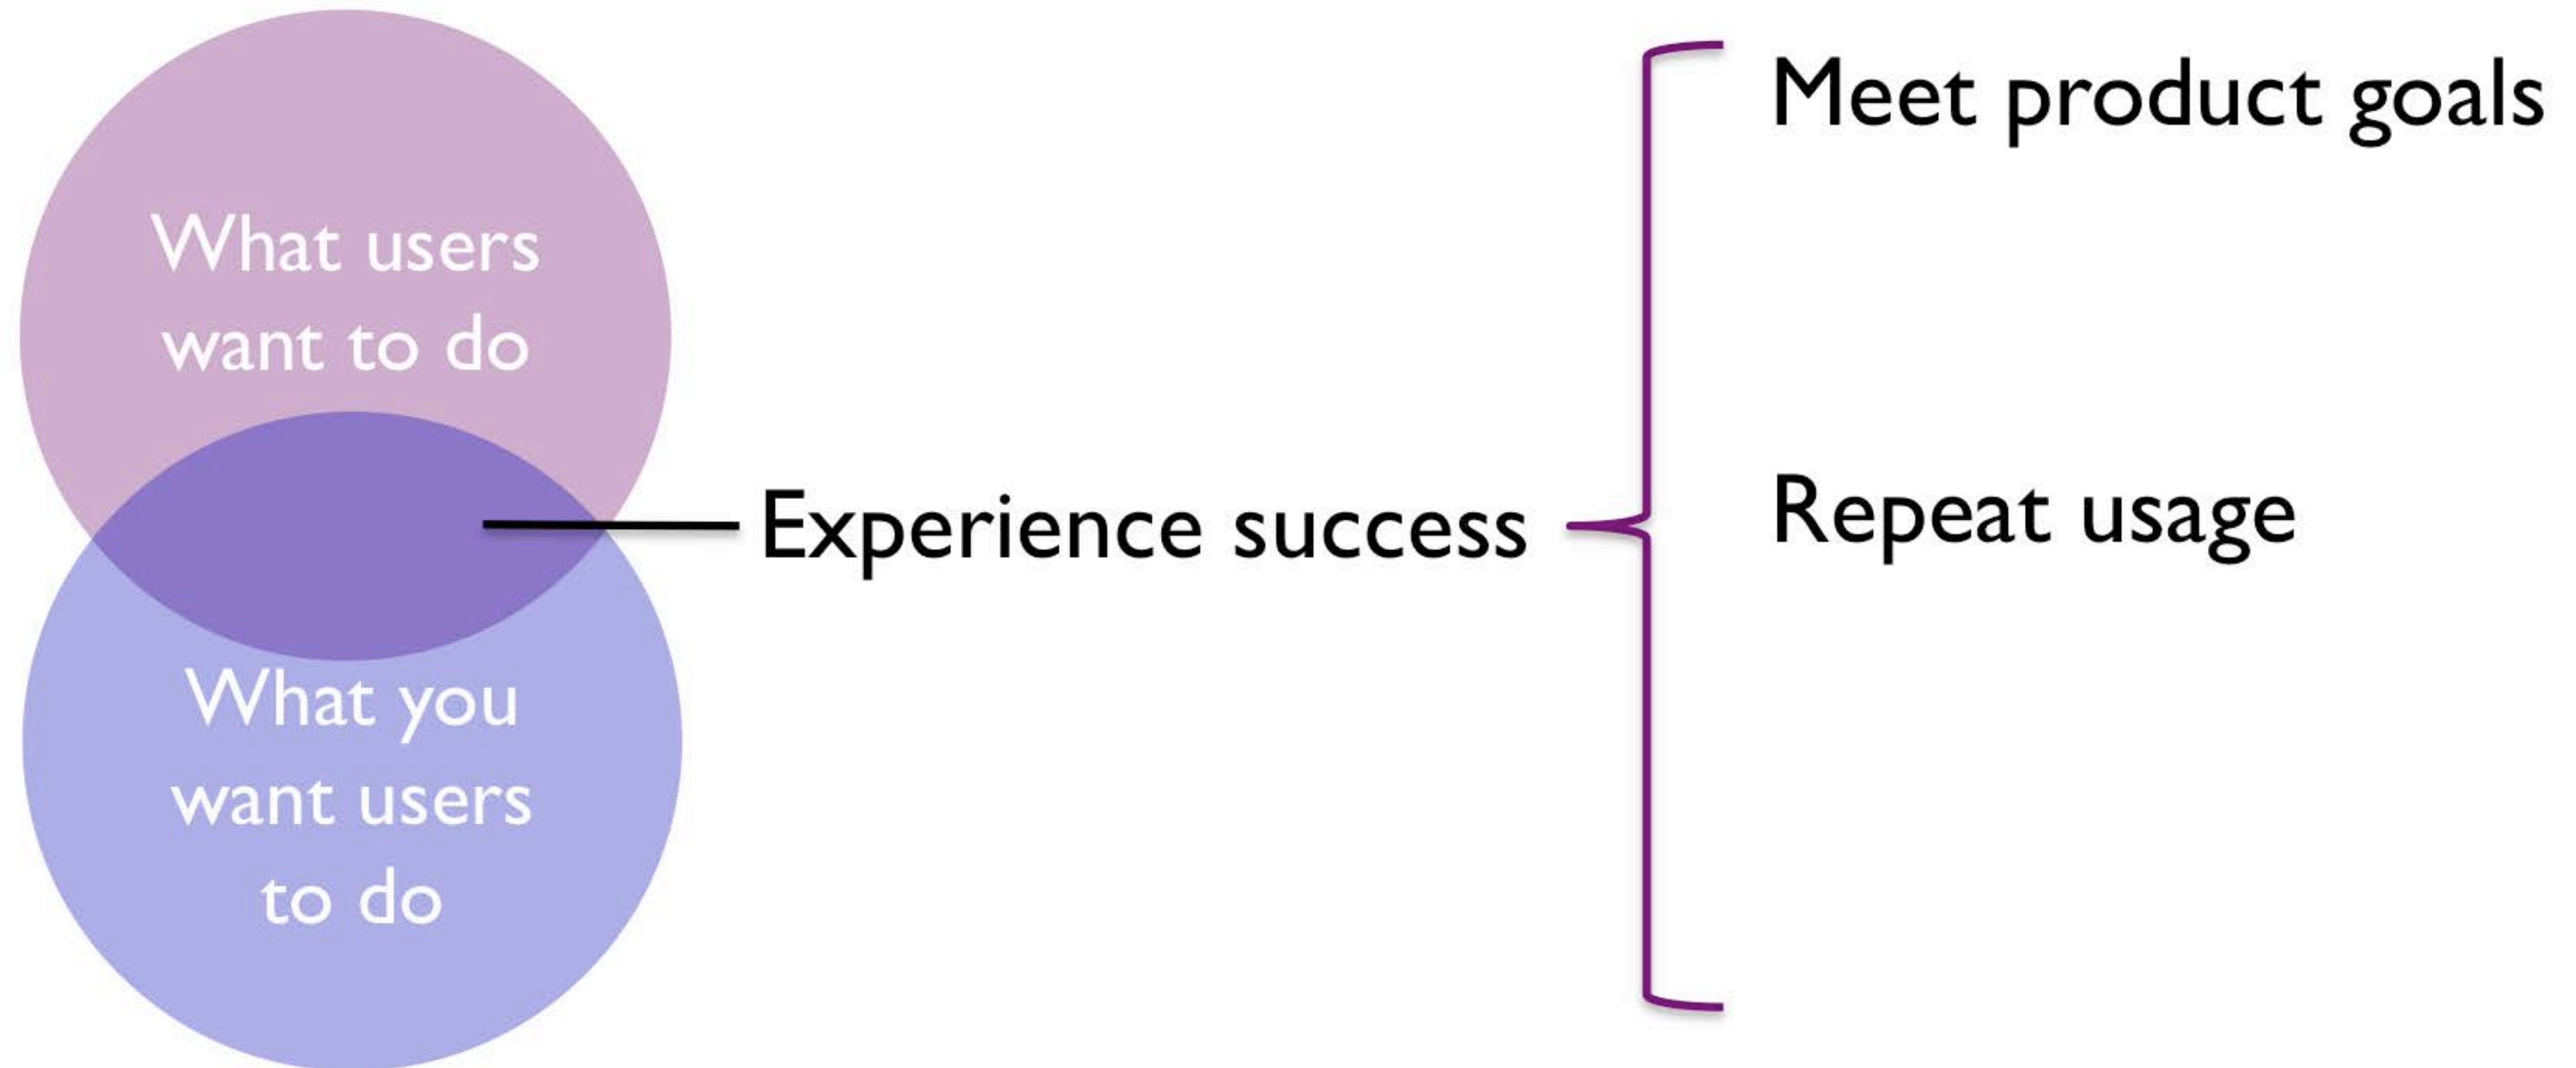 What users
want to do
What you
want users
to do
Experience success
Meet product goals
Repeat usage